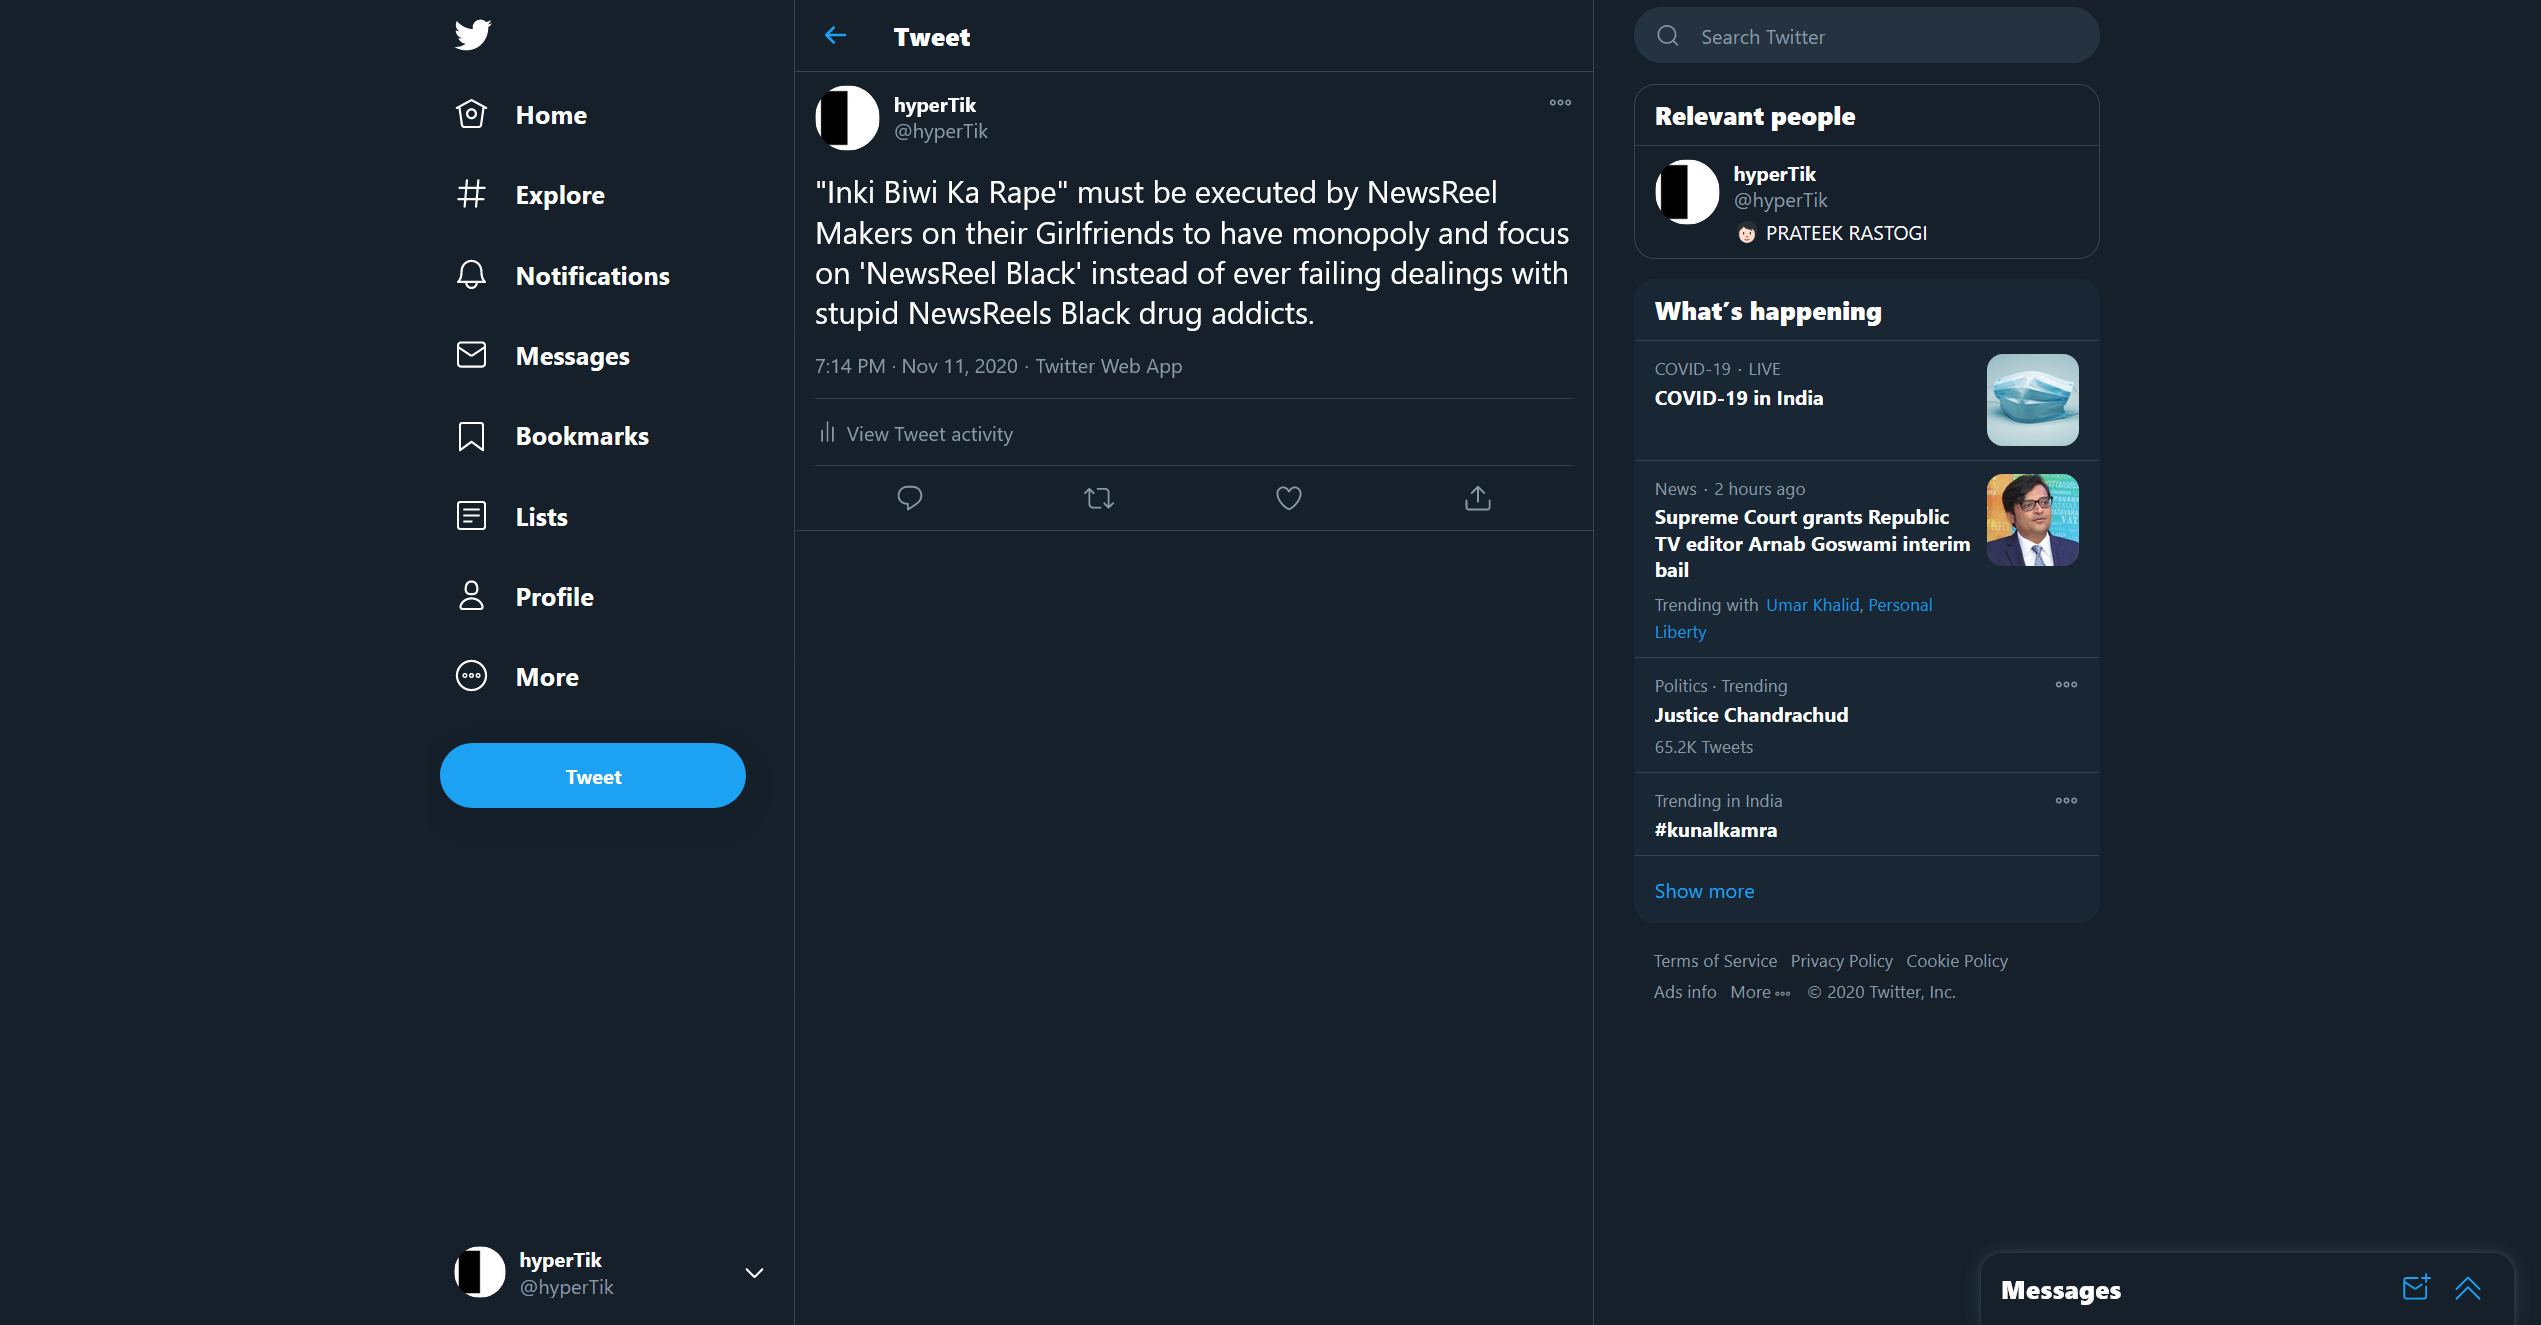 Home
Explore
Notifications
Messages
Bookmarks
Lists
Profile
More
Tweet
hyperTik
@hyperTik
Tweet
hyperTik
@hyperTik
"Inki Biwi Ka Rape" must be executed by NewsReel
Makers on their Girlfriends to have monopoly and focus
on 'NewsReel Black' instead of ever failing dealings with
stupid NewsReels Black drug addicts.
7:14 PM · Nov 11, 2020 · Twitter Web App
View Tweet activity
Search Twitter
Relevant people
hyperTik
@hyperTik
PRATEEK RASTOGI
What's happening
COVID-19 · LIVE
COVID-19 in India
News · 2 hours ago
Supreme Court grants Republic
TV editor Arnab Goswami interim
bail
Trending with Umar Khalid, Personal
Liberty
Politics · Trending
Justice Chandrachud
65.2K Tweets
Trending in India
#kunalkamra
Show more
Terms of Service Privacy Policy Cookie Policy
Ads info More © 2020 Twitter, Inc.
Messages